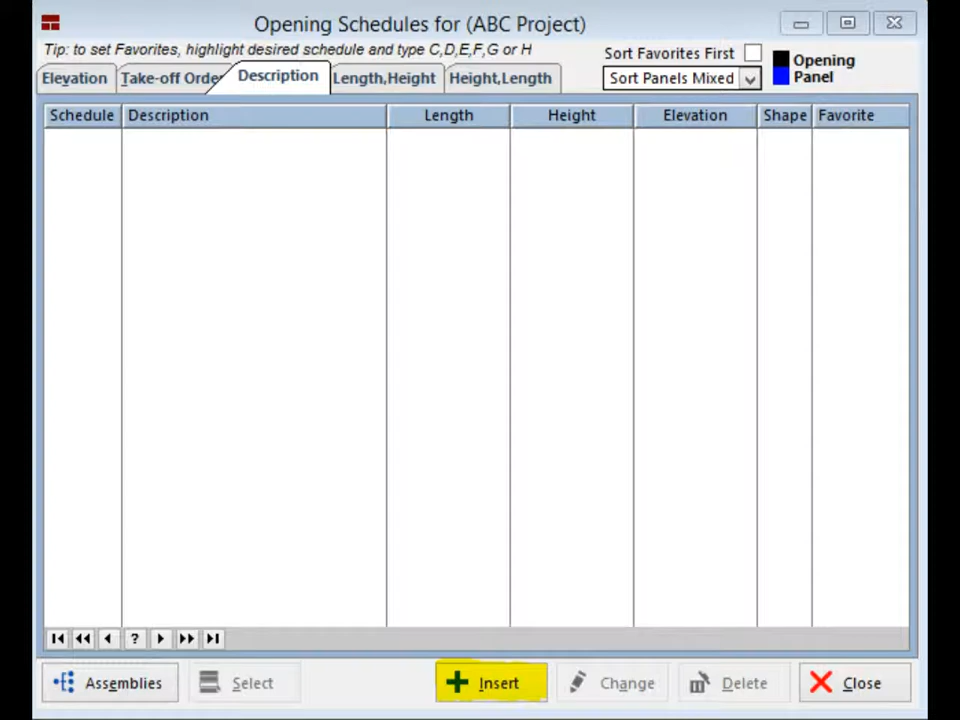 Opening Schedules for (ABC Project)
Tip: to set Favorites, highlight desired schedule and type C,D,E,F,G or H
Sort Favorites First
Opening
Elevation Take-off Orde Description Length,Height Height,Length
Sort Panels Mixed
Panel
Schedule Description Length Height Elevation Shape Favorite
?
Assemblies Select Insert Change Delete Close